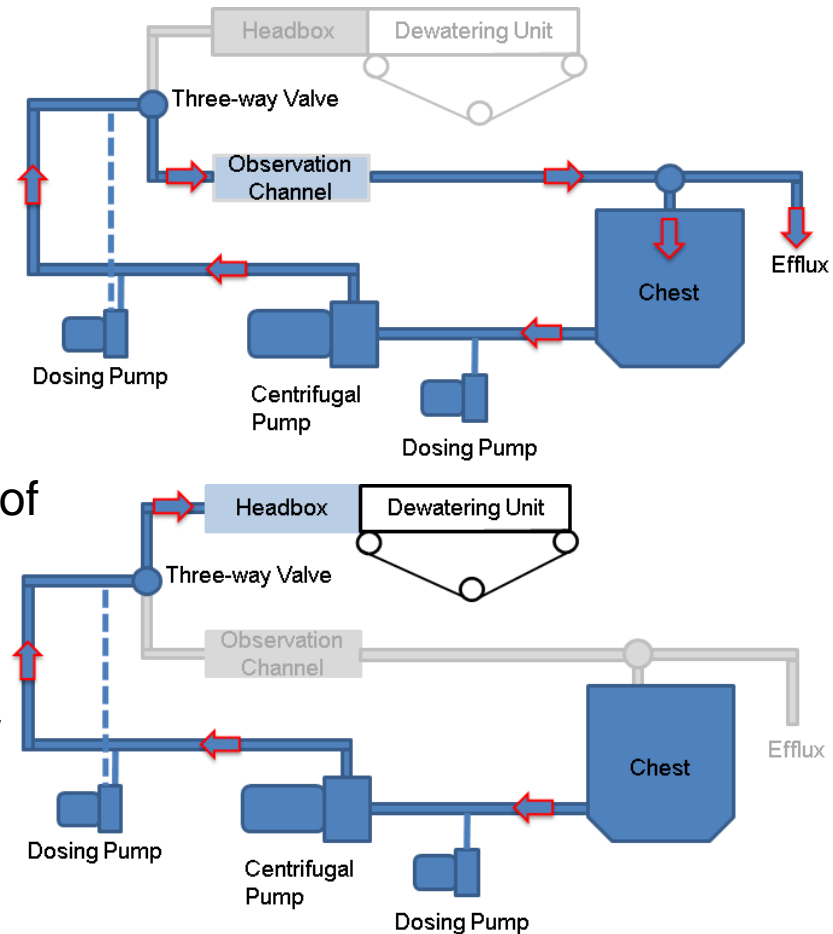 Headbox
Dewatering Unit
Three-way Valve
Observation
Channel
Efflux
Chest
Dosing Pump
Centrifugal
Pump
Dosing Pump
of
Headbox
Dewatering Unit
Three-way Valve
Observation
Channel
Efflux
Chest
Dosing Pump
Centrifugal
Pump
Dosing Pump